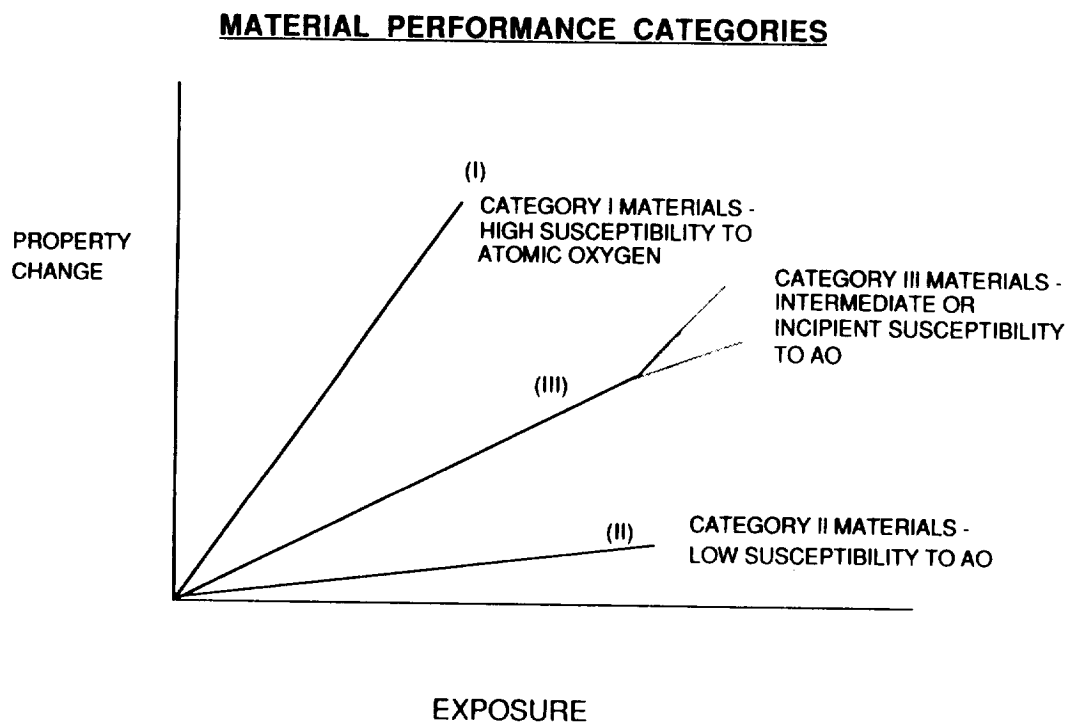 MATERIAL PERFORMANCE CATEGORIES
(I)
CATEGORY I MATERIALS -
HIGH SUSCEPTIBILITY TO
ATOMIC OXYGEN
PROPERTY
CHANGE
CATEGORY III MATERIALS -
INTERMEDIATE OR
INCIPIENT SUSCEPTIBILITY
TO AO
(III)
(II)
CATEGORY II MATERIALS -
LOW SUSCEPTIBILITY TO AO
EXPOSURE